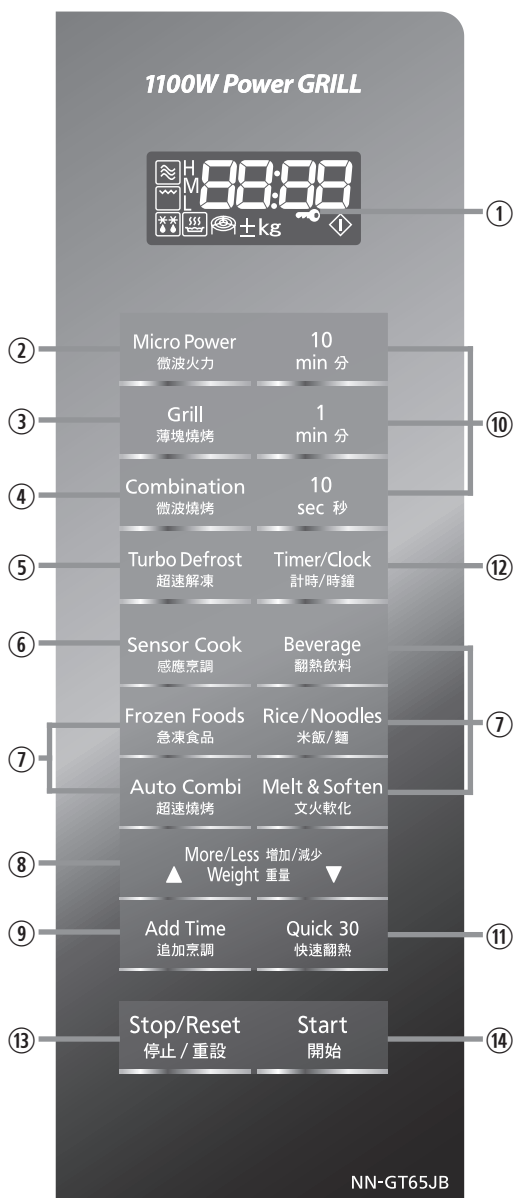 1100W Power GRILL
H
M
L
88:88
±kg
①
② Micro Power
微波火力
10
min 分
③ Grill
薄塊燒烤
1
min 分
⑩
④ Combination
微波燒烤
10
sec 秒
⑤ Turbo Defrost
超速解凍
Timer/Clock
計時/時鐘
⑫
⑥ Sensor Cook
感應烹調
Beverage
翻熱飲料
⑦ Frozen Foods
急凍食品
Rice/Noodles
米飯/麵
⑦
Auto Combi
超速燒烤
Melt & Soften
文火軟化
⑧ More/Less 增加/減少
▲ Weight 重量 ▼
⑨ Add Time
追加烹調
Quick 30
快速翻熱
⑪
⑬ Stop/Reset
停止 / 重設
Start
開始
⑭
NN-GT65JB